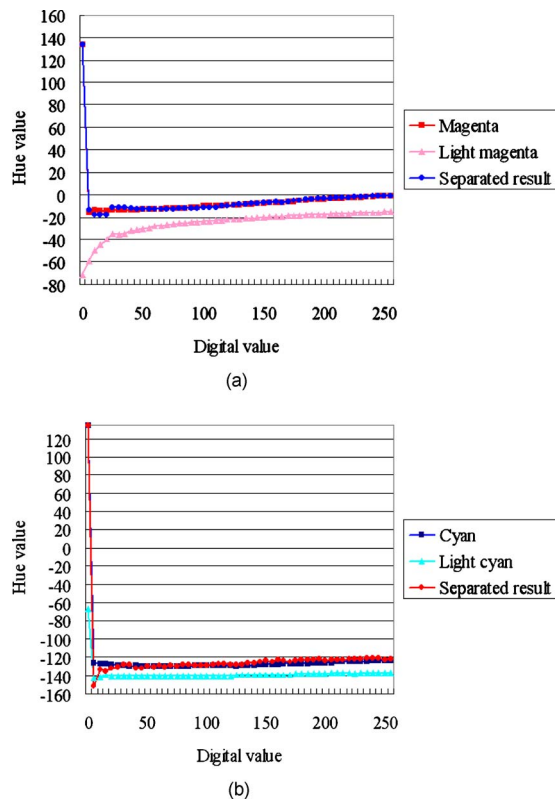 160
140
120
100
80
60
40
20
0
-20
-40
-60
-80
Hue value
0 50 100 150 200 250
Digital value
Magenta
Light magenta
Separated result
(a)
120
100
80
60
40
20
0
-20
-40
-60
-80
-100
-120
-140
-160
Hue value
0 50 100 150 200 250
Digital value
Cyan
Light cyan
Separated result
(b)